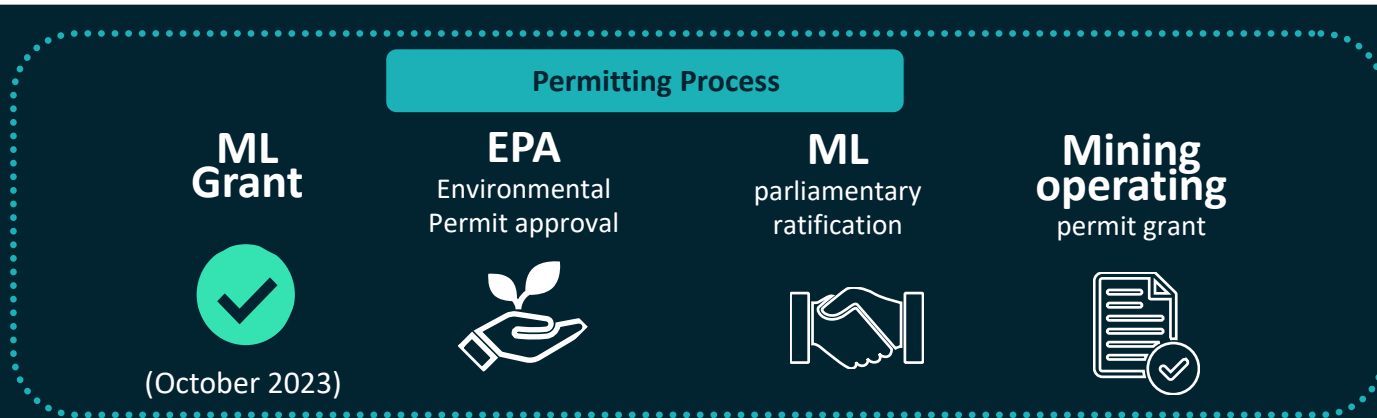 Permitting Process
ML
Grant
(October 2023)
EPA
Environmental
Permit approval
ML
parliamentary
ratification
Mining
operating
permit grant